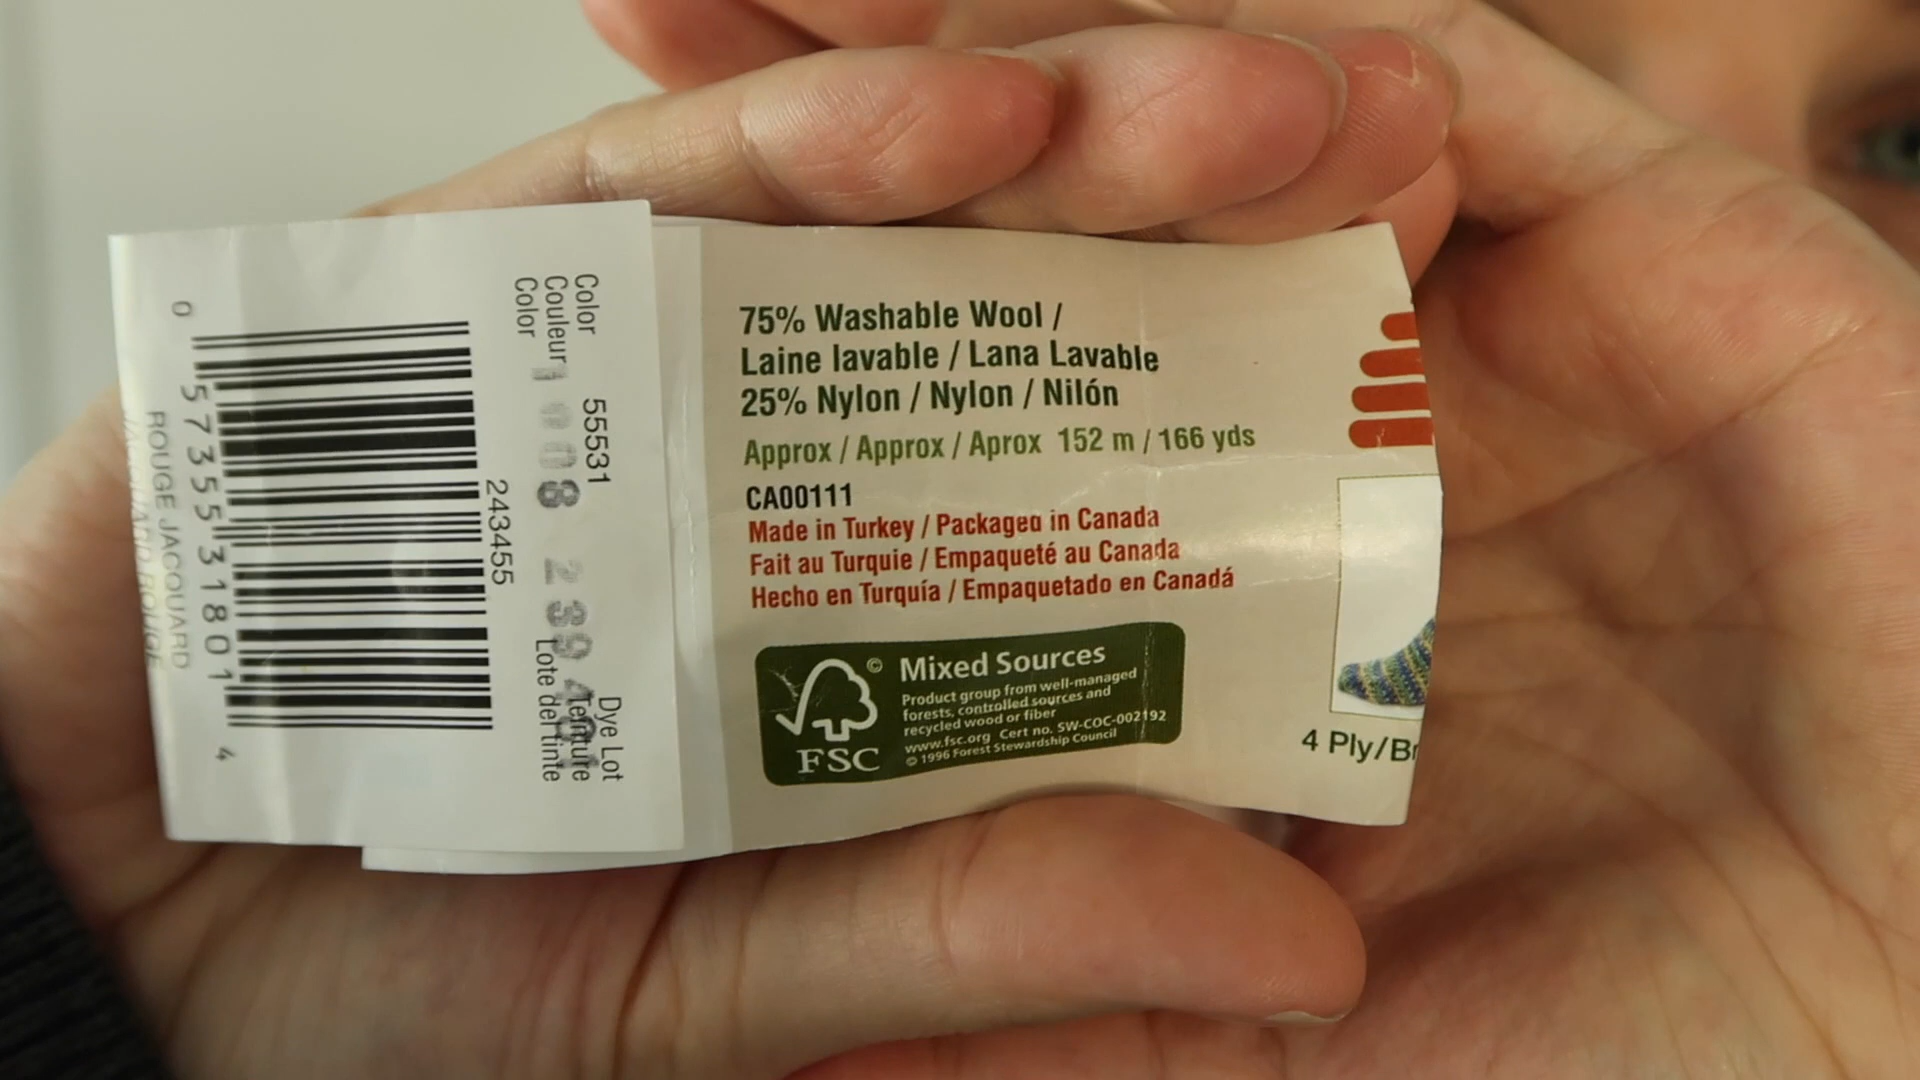 75% Washable Wool /
Laine lavable / Lana Lavable
25% Nylon / Nylon / Nilón
Approx / Approx / Aprox 152 m / 166 yds
CA00111
Made in Turkey / Packaged in Canada
Fait au Turquie / Empaqueté au Canada
Hecho en Turquía / Empaquetado en Canadá
FSC
©
Mixed Sources
Product group from well-managed
forests, controlled sources and
recycled wood or fiber
www.fsc.org Cert no. SW-COC-002192
© 1996 Forest Stewardship Council
4 Ply/Br
Color 55531 Dye Lot
Couleur Teinture
Color Lote del tinte
243455
0 57355 31801 4
ROUGE JACQUARD
JACQUARD ROUGE